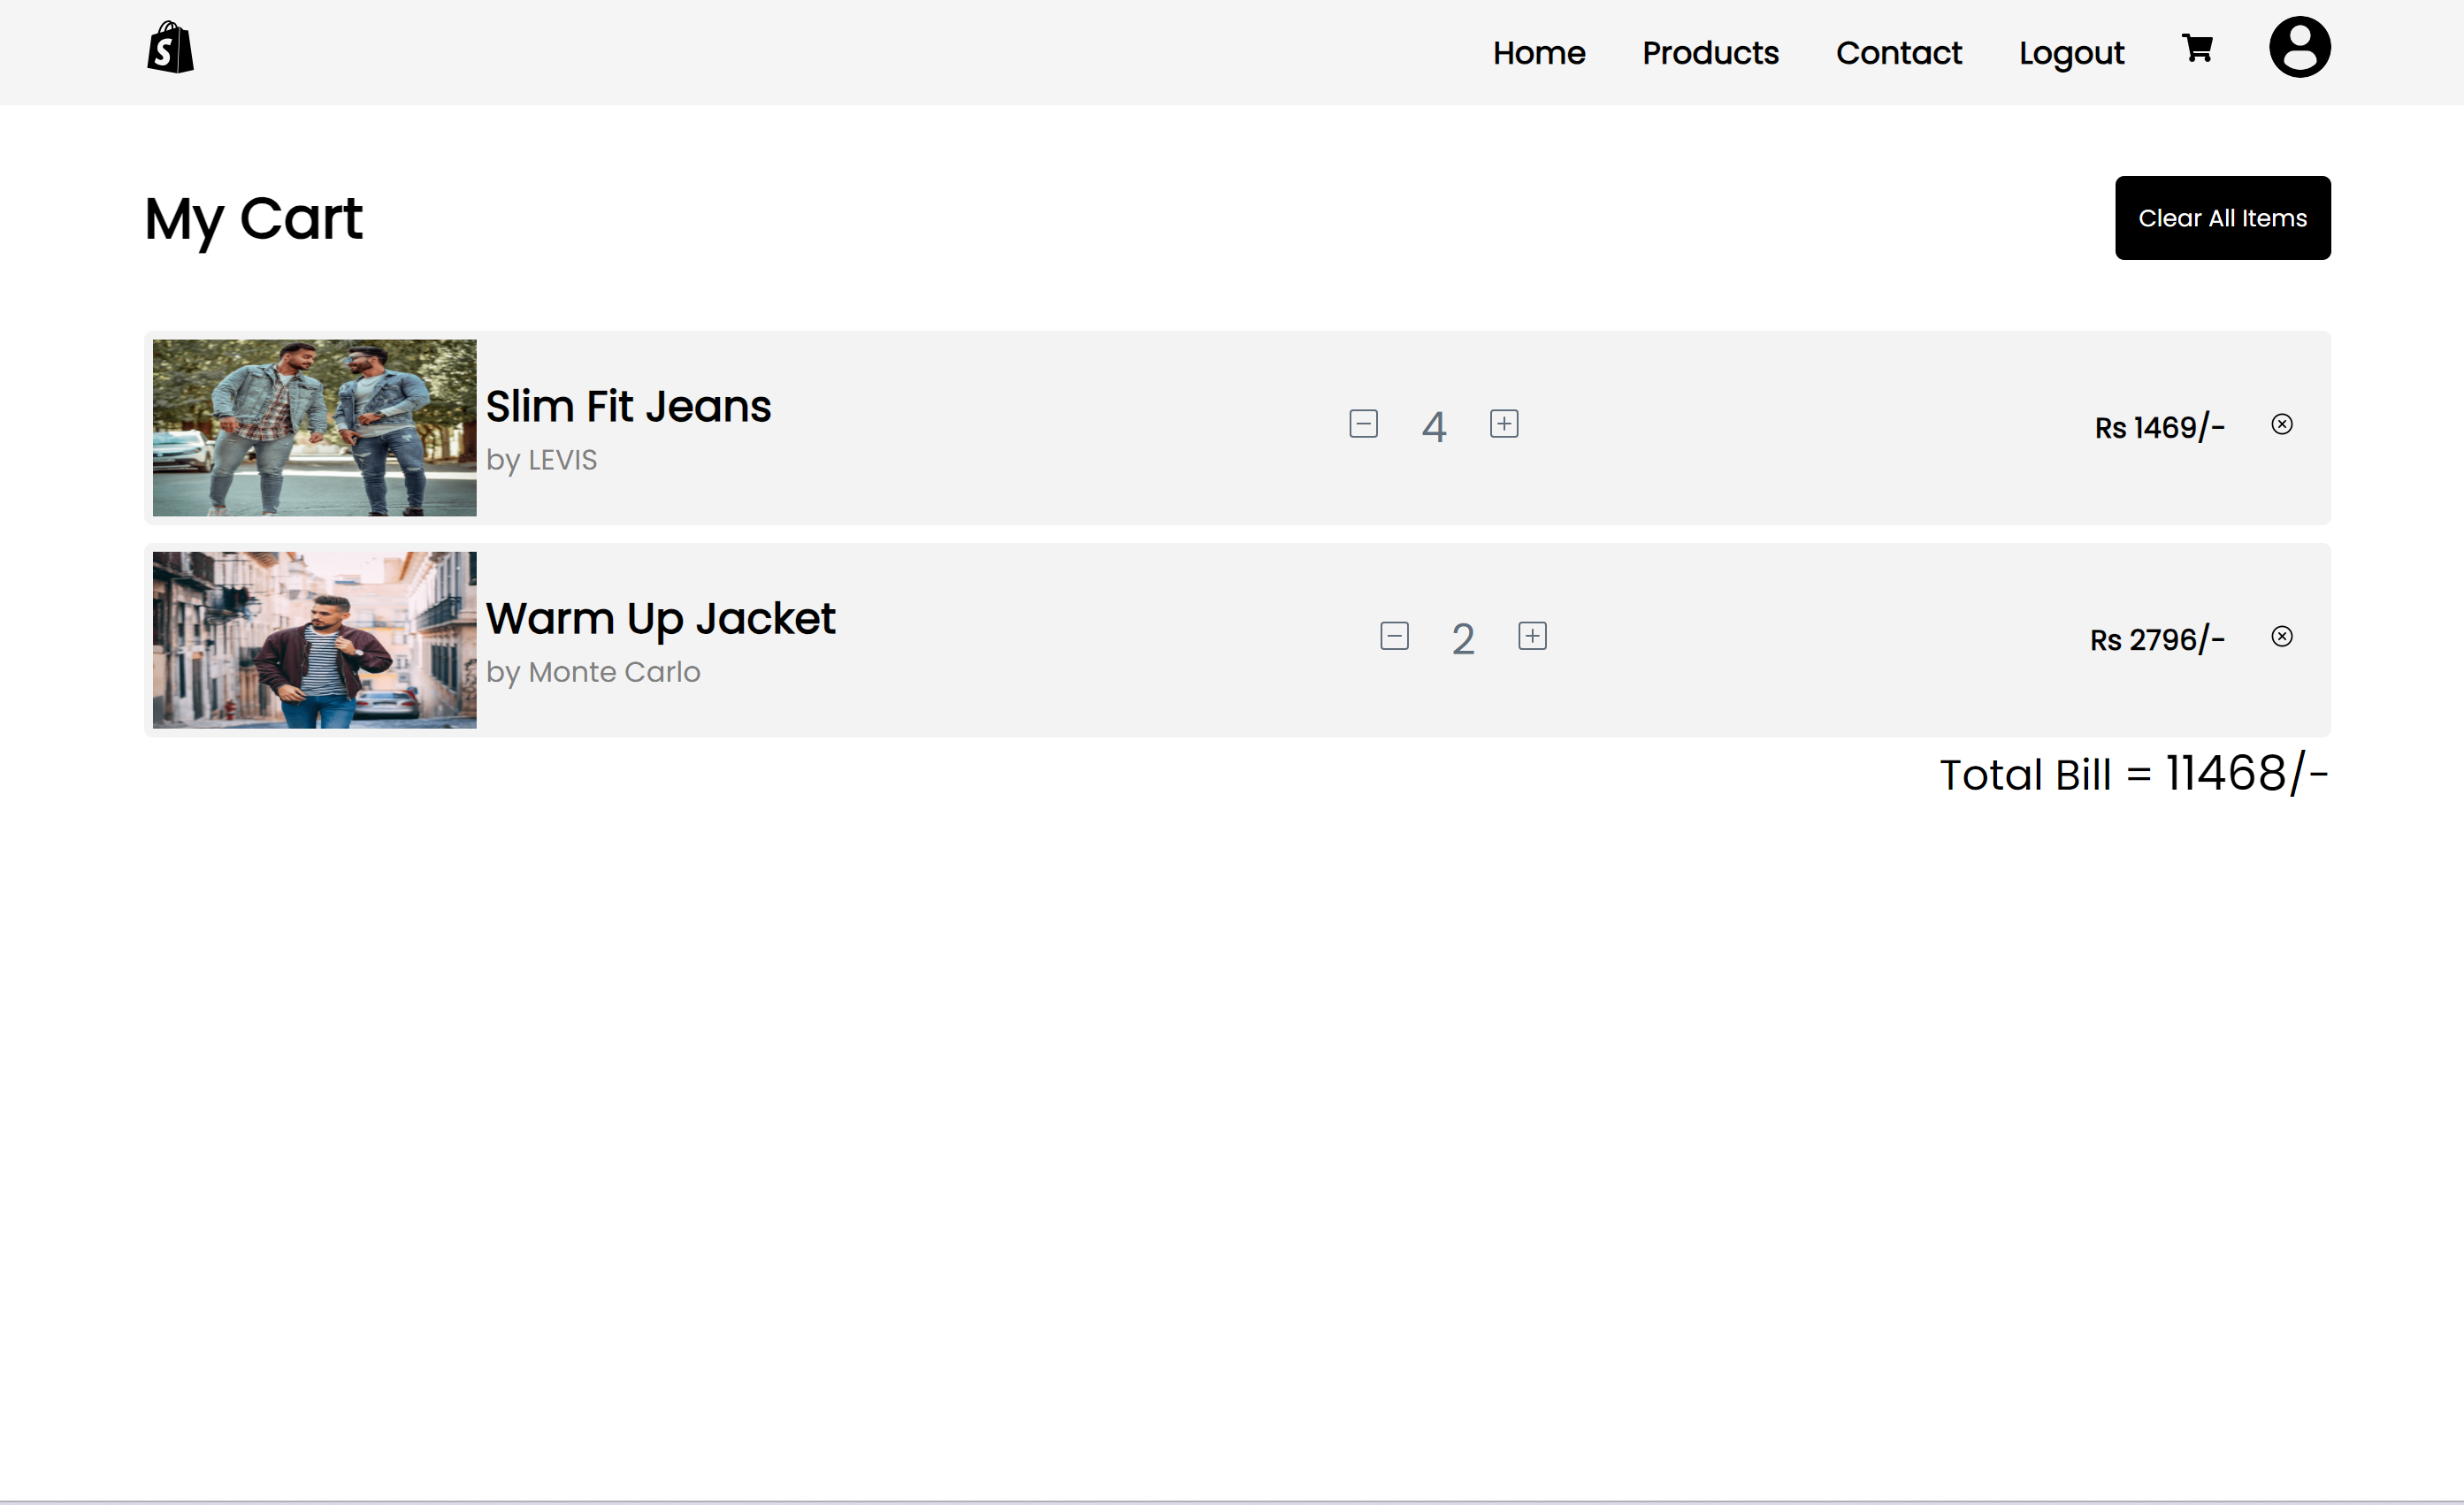 S
Home Products Contact Logout
My Cart
Clear All Items
Slim Fit Jeans
by LEVIS
4
Rs 1469/-
Warm Up Jacket
by Monte Carlo
2
Rs 2796/-
Total Bill = 11468/-